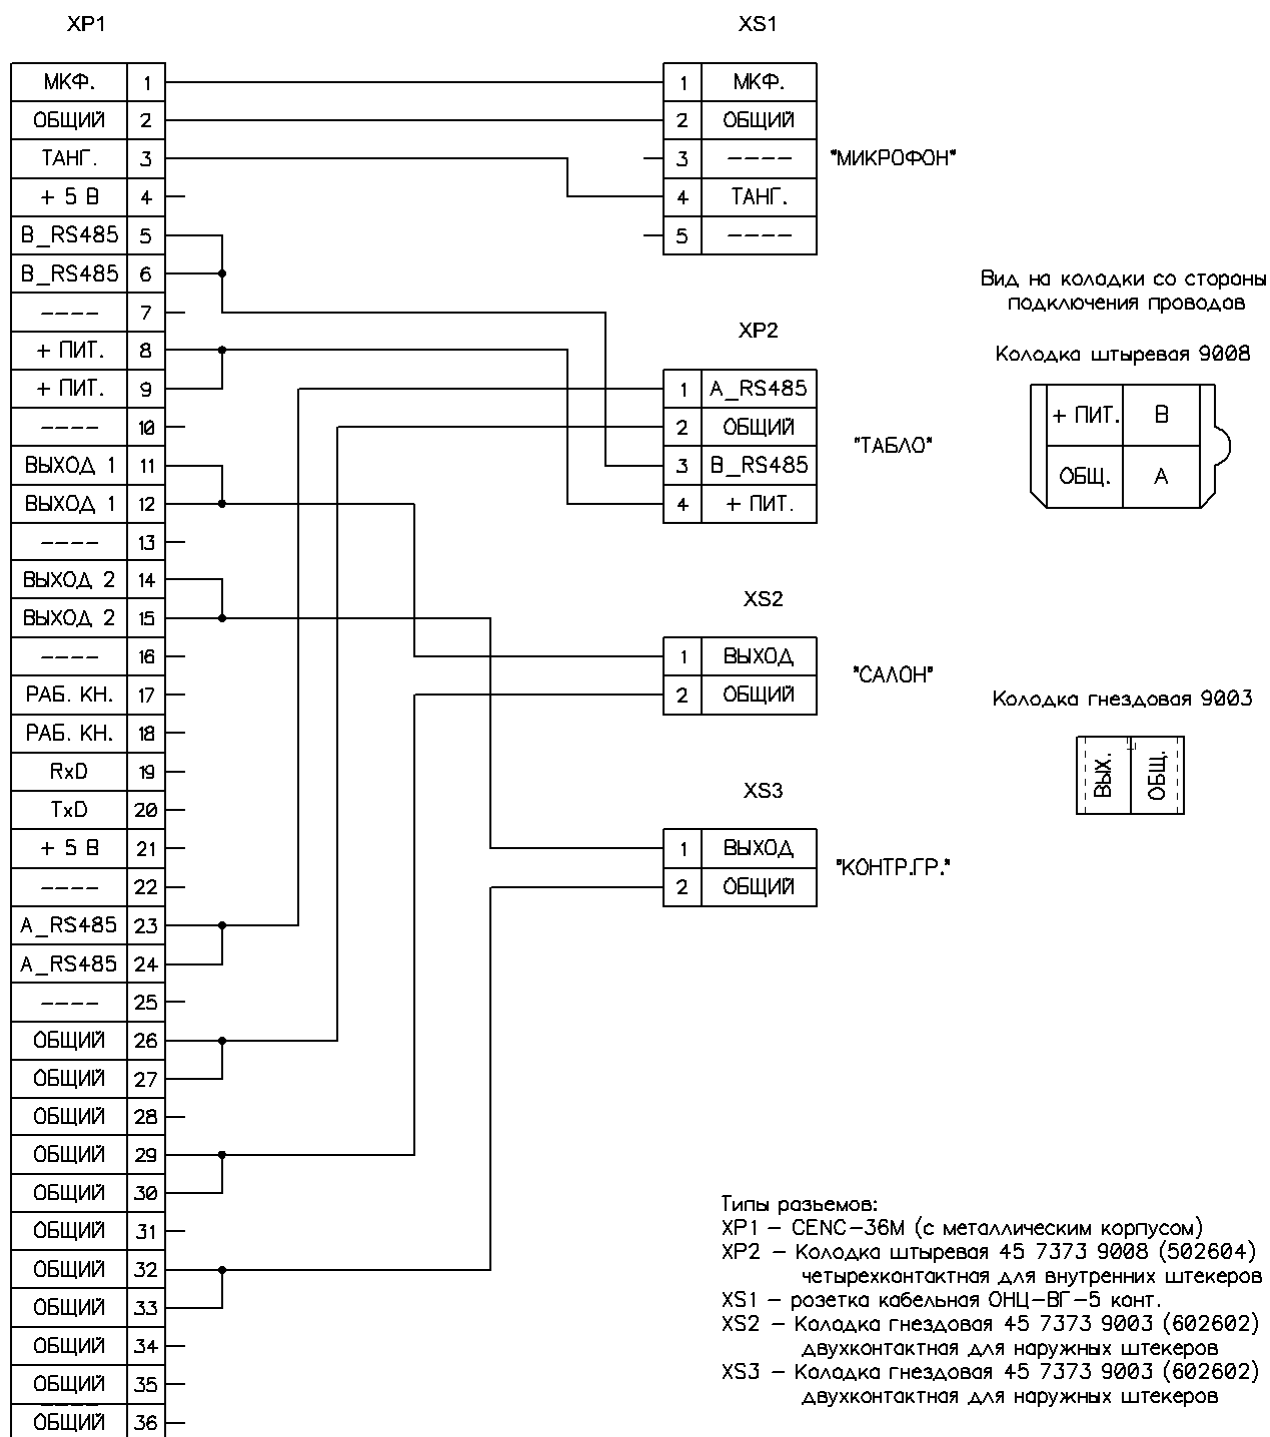 XP1
МКФ. 1
ОБЩИЙ 2
ТАНГ. 3
+ 5 В 4
B_RS485 5
B_RS485 6
---- 7
+ ПИТ. 8
+ ПИТ. 9
---- 10
ВЫХОД 1 11
ВЫХОД 1 12
---- 13
ВЫХОД 2 14
ВЫХОД 2 15
---- 16
РАБ. КН. 17
РАБ. КН. 18
RxD 19
TxD 20
+ 5 В 21
---- 22
A_RS485 23
A_RS485 24
---- 25
ОБЩИЙ 26
ОБЩИЙ 27
ОБЩИЙ 28
ОБЩИЙ 29
ОБЩИЙ 30
ОБЩИЙ 31
ОБЩИЙ 32
ОБЩИЙ 33
ОБЩИЙ 34
ОБЩИЙ 35
ОБЩИЙ 36
XS1
1 МКФ.
2 ОБЩИЙ
3 ----
4 ТАНГ.
5 ----
"МИКРОФОН"
XP2
1 A_RS485
2 ОБЩИЙ
3 B_RS485
4 + ПИТ.
"ТАБЛО"
XS2
1 ВЫХОД
2 ОБЩИЙ
"САЛОН"
XS3
1 ВЫХОД
2 ОБЩИЙ
"КОНТР.ГР."
Вид на колодки со стороны
подключения проводов
Колодка штыревая 9008
+ ПИТ. В
ОБЩ. А
Колодка гнездовая 9003
ВЫХ. ОБЩ.
Типы разъемов:
XP1 – CENC–36M (с металлическим корпусом)
XP2 – Колодка штыревая 45 7373 9008 (502604)
четырехконтактная для внутренних штекеров
XS1 – розетка кабельная ОНЦ–ВГ–5 конт.
XS2 – Колодка гнездовая 45 7373 9003 (602602)
двухконтактная для наружных штекеров
XS3 – Колодка гнездовая 45 7373 9003 (602602)
двухконтактная для наружных штекеров